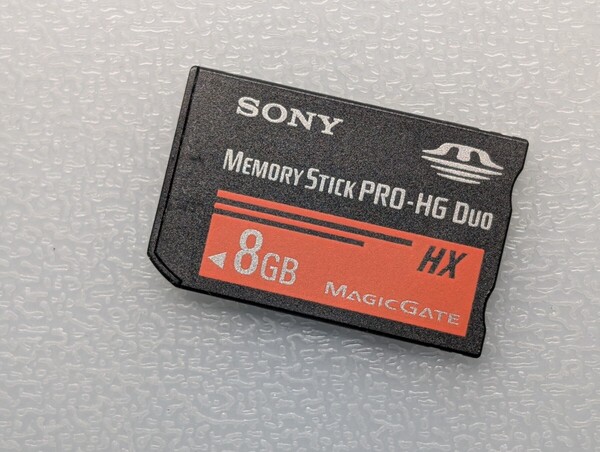 SONY
MEMORY STICK PRO-HG DUO
HX
8GB
MAGICGATE